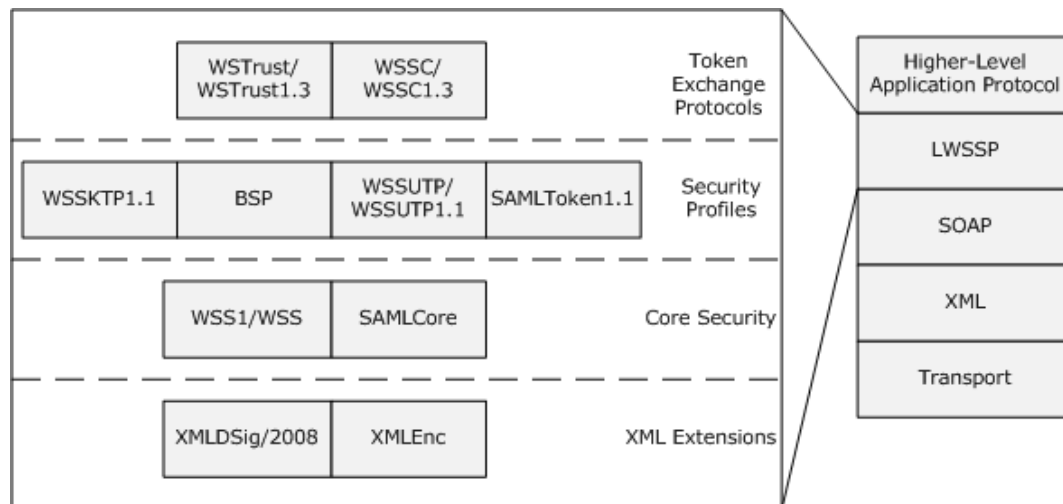 WSTrust/
WSTrust1.3
WSSC/
WSSC1.3
Token
Exchange
Protocols
WSSKTP1.1
BSP
WSSUTP/
WSSUTP1.1
SAMLToken1.1
Security
Profiles
WSS1/WSS
SAMLCore
Core Security
XMLDSig/2008
XMLEnc
XML Extensions
Higher-Level
Application Protocol
LWSSP
SOAP
XML
Transport